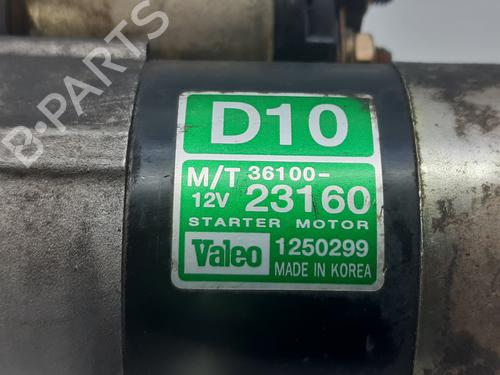 B-PARTS
D10
M/T 36100-
12V 23160
STARTER MOTOR
Valeo 1250299
MADE IN KOREA